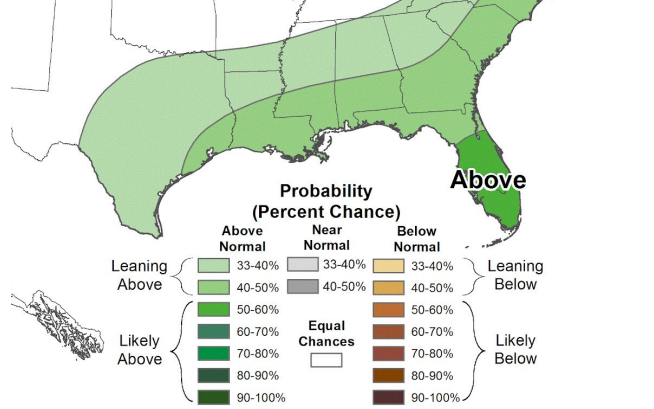 Above
Probability
(Percent Chance)
Above
Normal
Near
Normal
Below
Normal
Leaning
Above
33-40%
33-40%
33-40%
Leaning
Below
40-50%
40-50%
40-50%
Likely
Above
50-60%
50-60%
Likely
Below
60-70%
60-70%
Equal
Chances
70-80%
70-80%
80-90%
80-90%
90-100%
90-100%